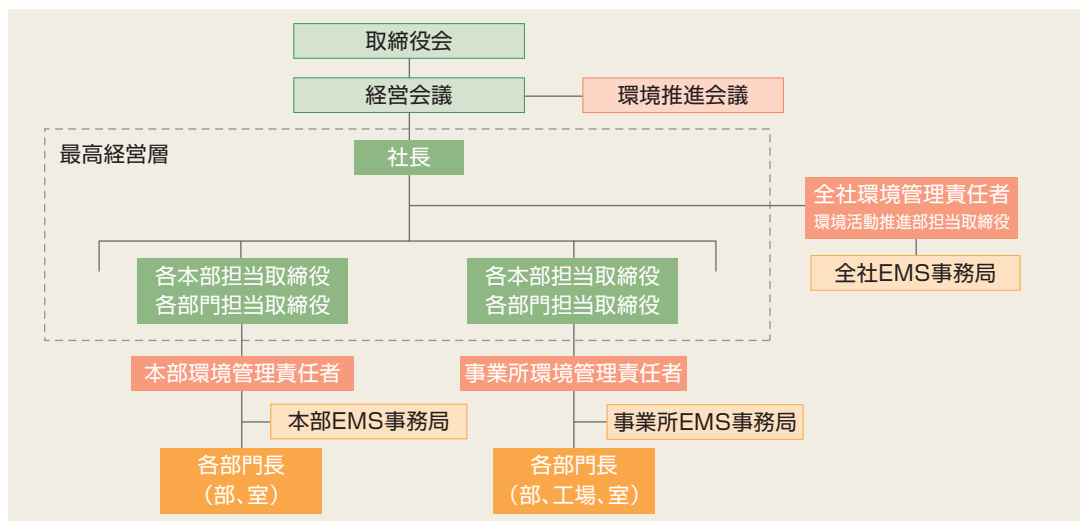 取締役会
経営会議
環境推進会議
最高経営層
社長
全社環境管理責任者
環境活動推進部担当取締役
全社EMS事務局
各本部担当取締役
各部門担当取締役
各本部担当取締役
各部門担当取締役
本部環境管理責任者
事業所環境管理責任者
本部EMS事務局
事業所EMS事務局
各部門長
（部、室）
各部門長
（部、工場、室）